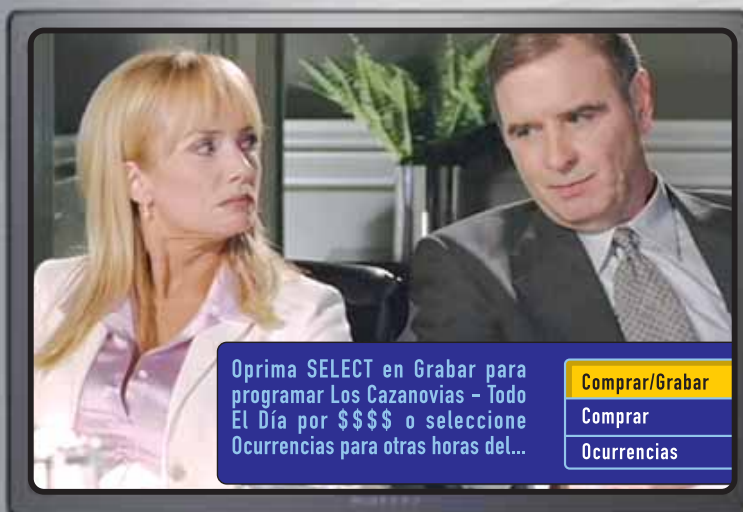 Oprima SELECT en Grabar para
programar Los Cazanovias – Todo
El Día por $$$$ o seleccione
Ocurrencias para otras horas del...
Comprar/Grabar
Comprar
Ocurrencias